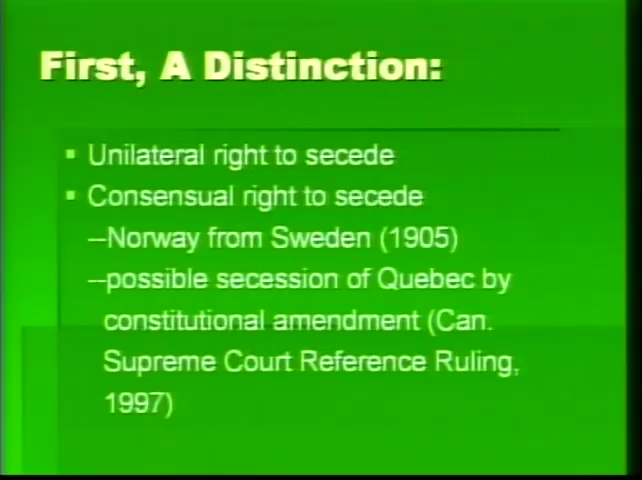 First, A Distinction:
▪ Unilateral right to secede
▪ Consensual right to secede
--Norway from Sweden (1905)
--possible secession of Quebec by
constitutional amendment (Can.
Supreme Court Reference Ruling,
1997)